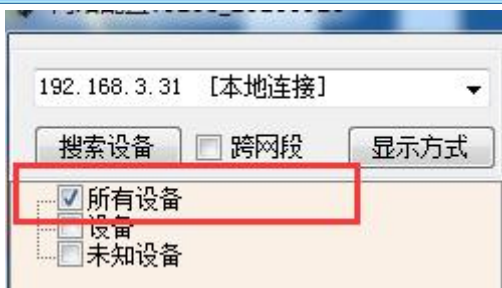 192.168.3.31 [本地连接]
搜索设备 跨网段 显示方式
所有设备
设备
未知设备